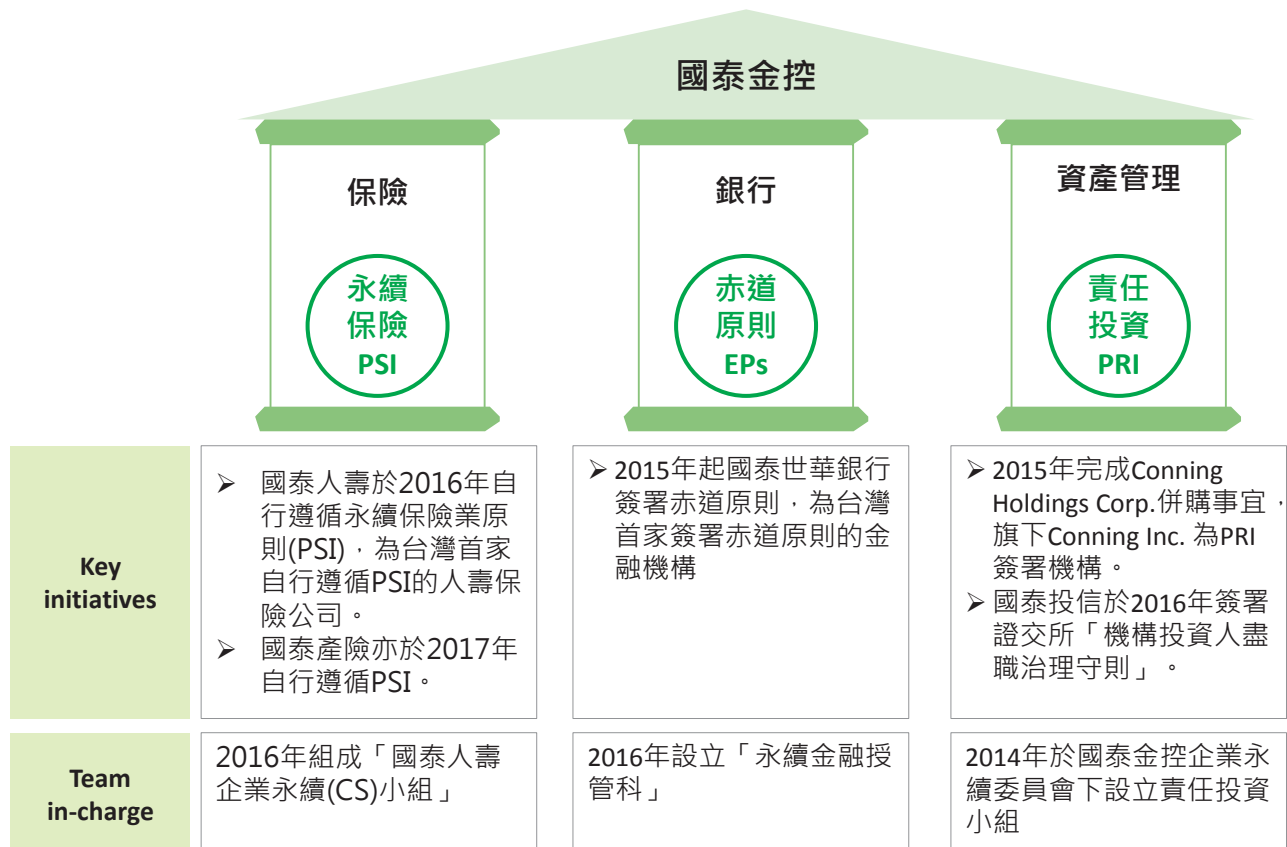 國泰金控
保險
永續
保險
PSI
銀行
赤道
原則
EPs
資產管理
責任
投資
PRI
Key
initiatives
➢ 國泰人壽於2016年自
行遵循永續保險業原
則(PSI)，為台灣首家
自行遵循PSI的人壽保
險公司。
➢ 國泰產險亦於2017年
自行遵循PSI。
➢ 2015年起國泰世華銀行
簽署赤道原則，為台灣
首家簽署赤道原則的金
融機構
➢ 2015年完成Conning
Holdings Corp.併購事宜，
旗下Conning Inc. 為PRI
簽署機構。
➢ 國泰投信於2016年簽署
證交所「機構投資人盡
職治理守則」。
Team
in-charge
2016年組成「國泰人壽
企業永續(CS)小組」
2016年設立「永續金融授
管科」
2014年於國泰金控企業永
續委員會下設立責任投資
小組